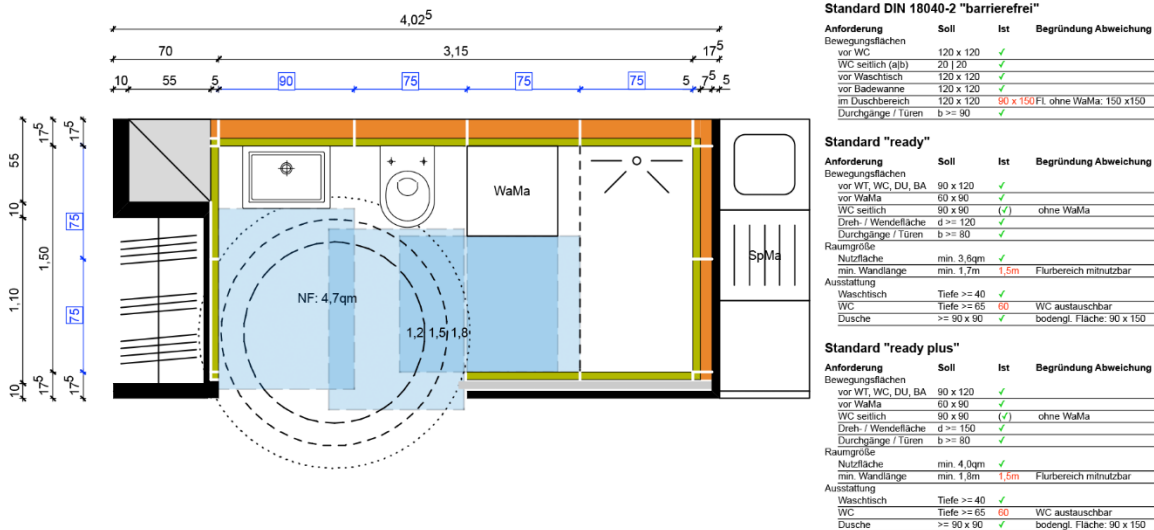 4,02⁵
70 3,15 17⁵
10 55 5 90 75 75 75 5 7⁵ 5
17⁵ 17⁵
55
WaMa
10 75
1,50 SpMa
NF: 4,7qm
1,10 75 1,2 1,5 1,8
10 17⁵ 17⁵
Standard DIN 18040-2 "barrierefrei"
Anforderung Soll Ist Begründung Abweichung
Bewegungsflächen
vor WC 120 x 120 ✓
WC seitlich (a|b) 20 | 20 ✓
vor Waschtisch 120 x 120 ✓
vor Badewanne 120 x 120 ✓
im Duschbereich 120 x 120 90 x 150 Fl. ohne WaMa: 150 x150
Durchgänge / Türen b >= 90 ✓
Standard "ready"
Anforderung Soll Ist Begründung Abweichung
Bewegungsflächen
vor WT, WC, DU, BA 90 x 120 ✓
vor WaMa 60 x 90 ✓
WC seitlich 90 x 90 (✓) ohne WaMa
Dreh- / Wendefläche d >= 120 ✓
Durchgänge / Türen b >= 80 ✓
Raumgröße
Nutzfläche min. 3,6qm ✓
min. Wandlänge min. 1,7m 1,5m Flurbereich mitnutzbar
Ausstattung
Waschtisch Tiefe >= 40 ✓
WC Tiefe >= 65 60 WC austauschbar
Dusche >= 90 x 90 ✓ bodengl. Fläche: 90 x 150
Standard "ready plus"
Anforderung Soll Ist Begründung Abweichung
Bewegungsflächen
vor WT, WC, DU, BA 90 x 120 ✓
vor WaMa 60 x 90 ✓
WC seitlich 90 x 90 (✓) ohne WaMa
Dreh- / Wendefläche d >= 150 ✓
Durchgänge / Türen b >= 80 ✓
Raumgröße
Nutzfläche min. 4,0qm ✓
min. Wandlänge min. 1,8m 1,5m Flurbereich mitnutzbar
Ausstattung
Waschtisch Tiefe >= 40 ✓
WC Tiefe >= 65 60 WC austauschbar
Dusche >= 90 x 90 ✓ bodengl. Fläche: 90 x 150